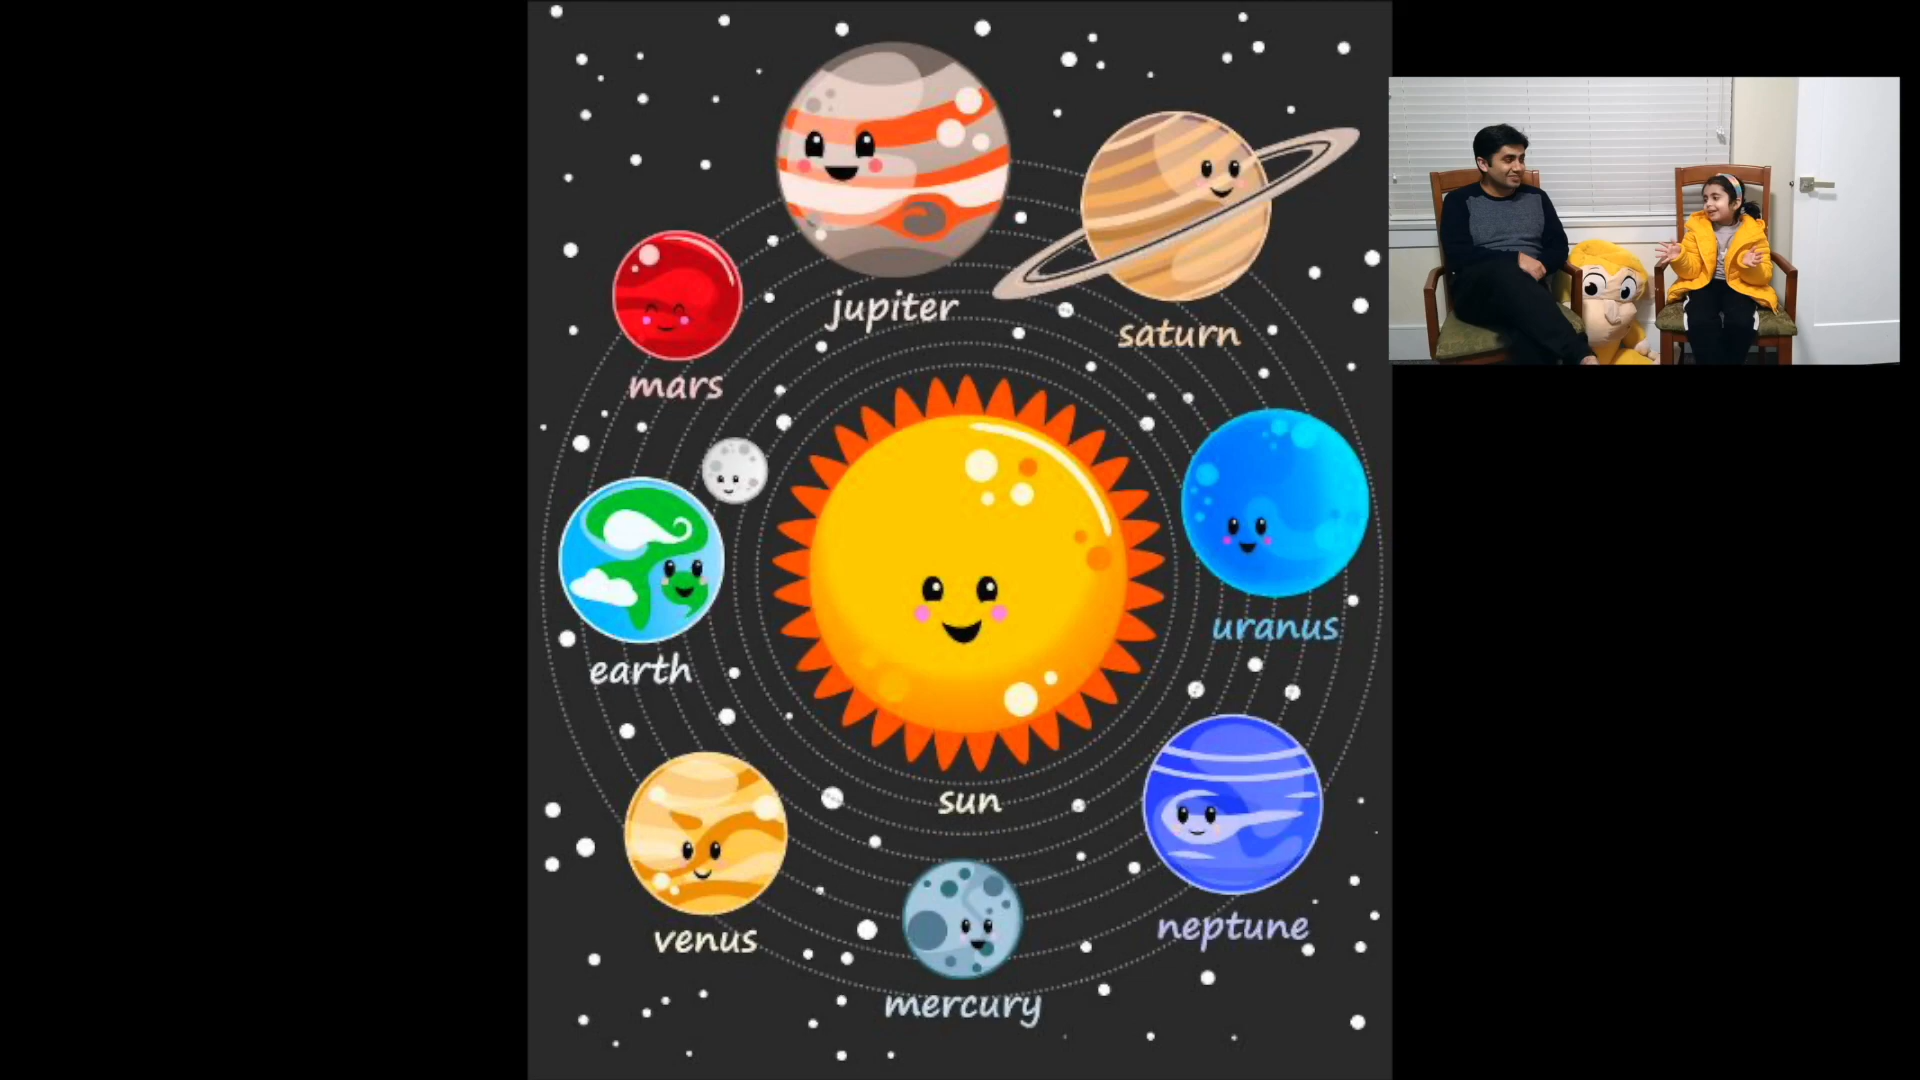 jupiter
saturn
mars
uranus
earth
sun
neptune
venus
mercury